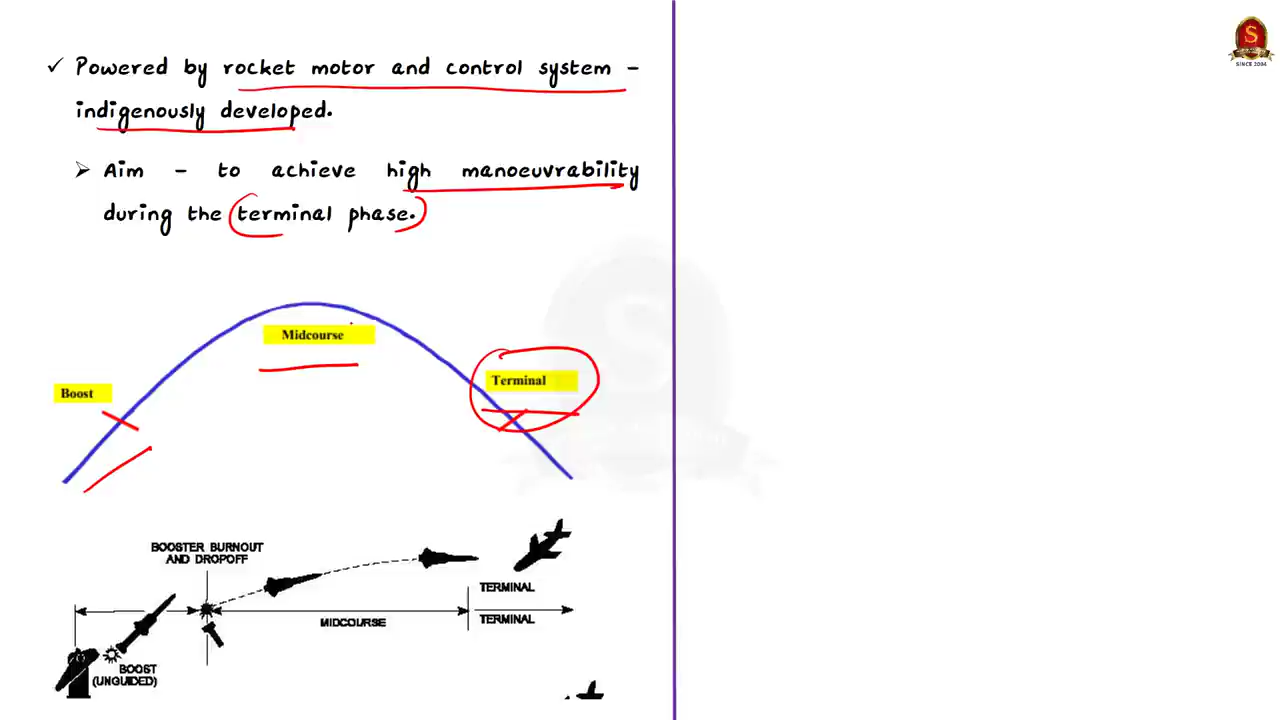 ✓ Powered by rocket motor and control system –
indigenously developed.
➢ Aim – to achieve high manoeuvrability
during the terminal phase.
Midcourse
Terminal
Boost
BOOSTER BURNOUT
AND DROPOFF
TERMINAL
MIDCOURSE
TERMINAL
BOOST
(UNGUIDED)
S
SINCE 2004